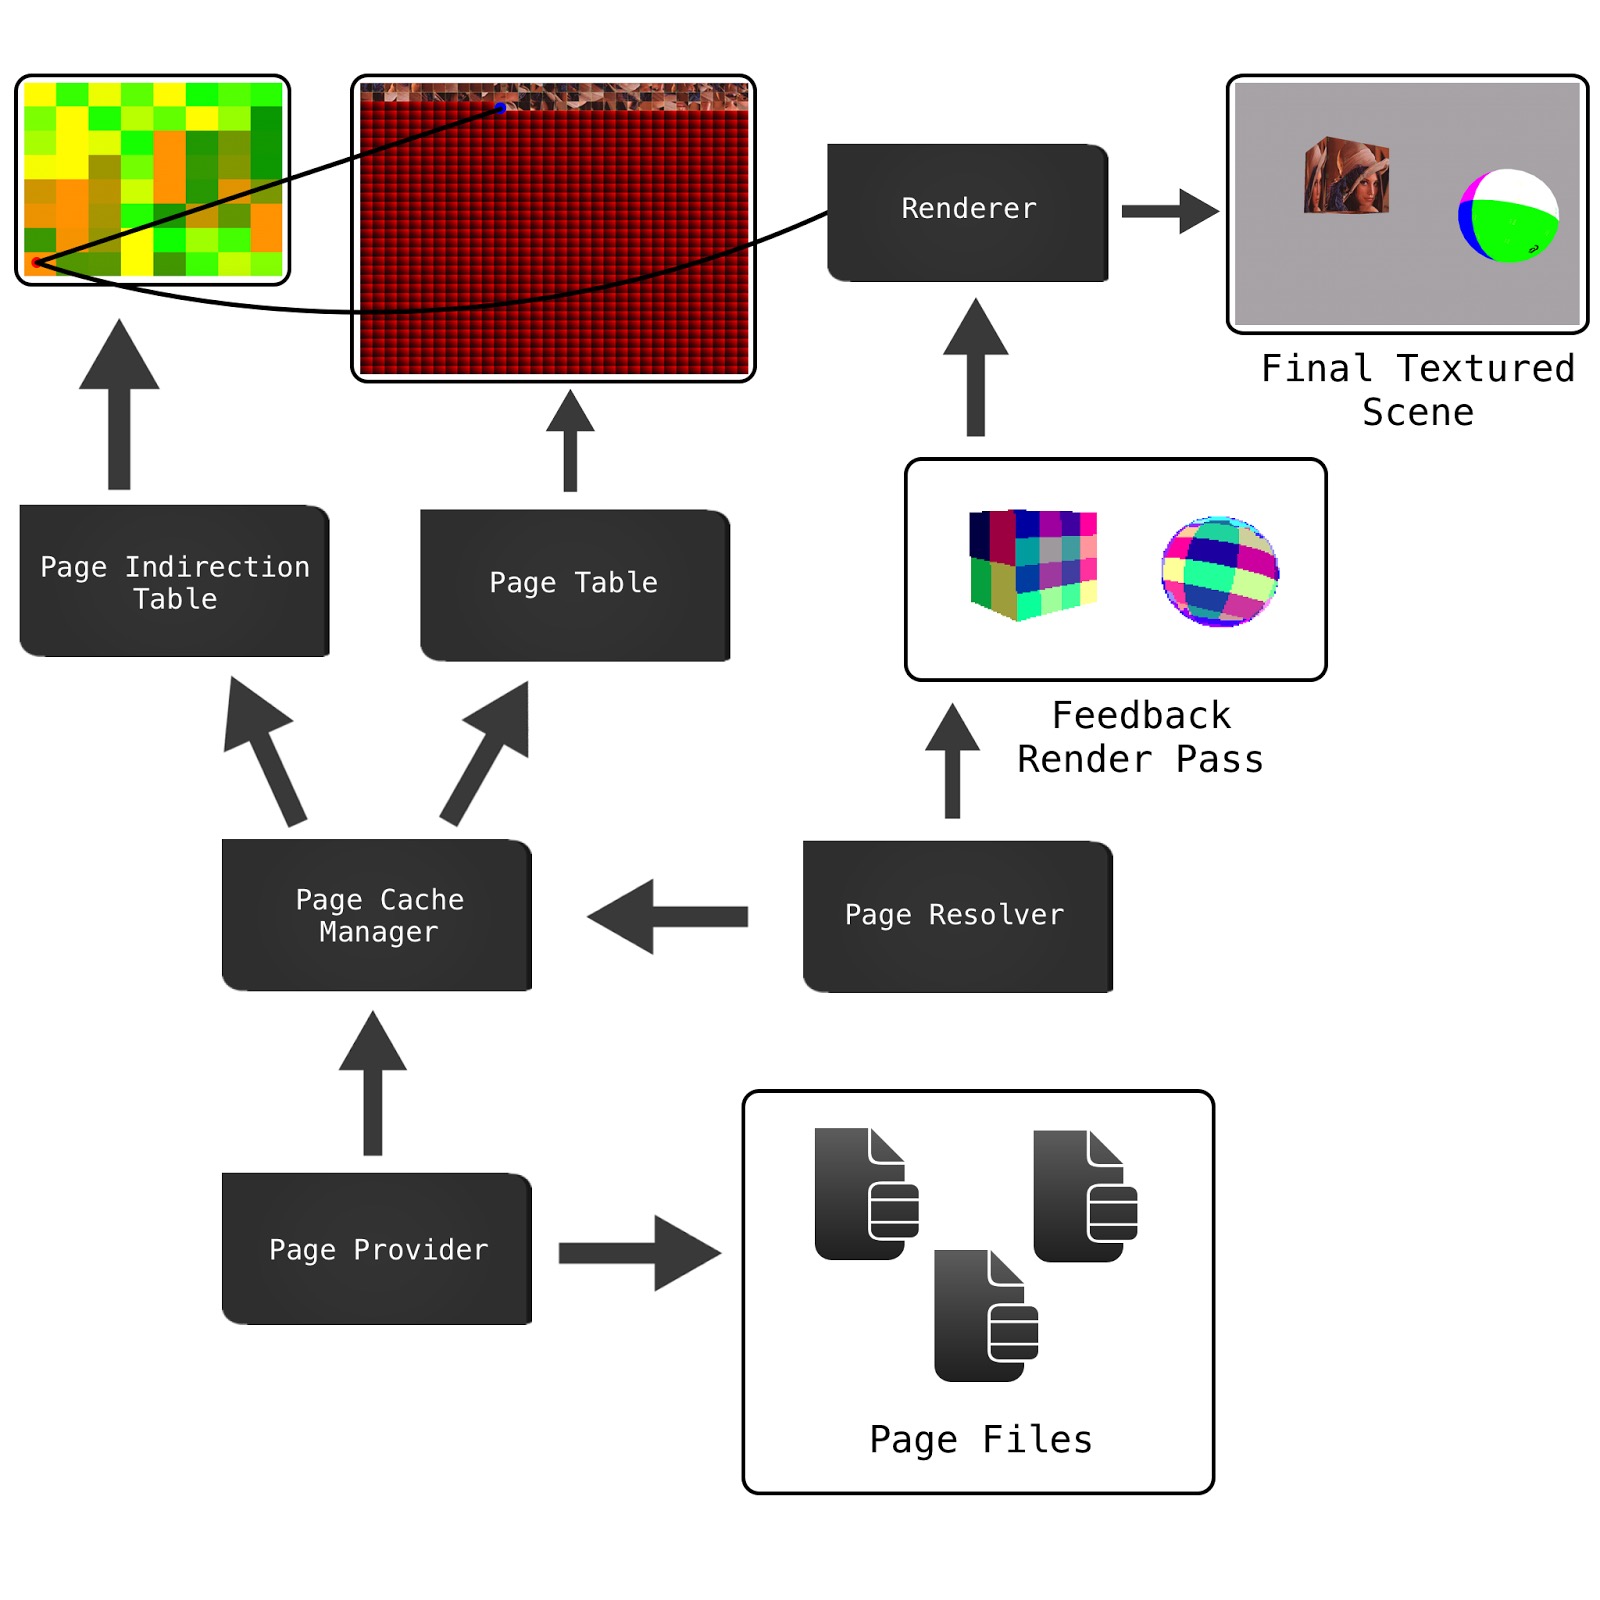 Renderer
Final Textured
Scene
Page Indirection
Table
Page Table
Feedback
Render Pass
Page Cache
Manager
Page Resolver
Page Provider
Page Files